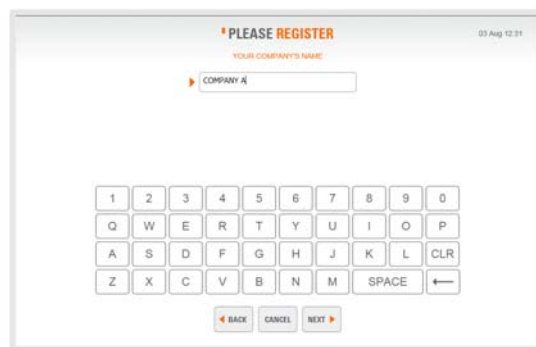 PLEASE REGISTER
03 Aug 12:31
YOUR COMPANY'S NAME
COMPANY A
1 2 3 4 5 6 7 8 9 0
Q W E R T Y U I O P
A S D F G H J K L CLR
Z X C V B N M SPACE
BACK CANCEL NEXT